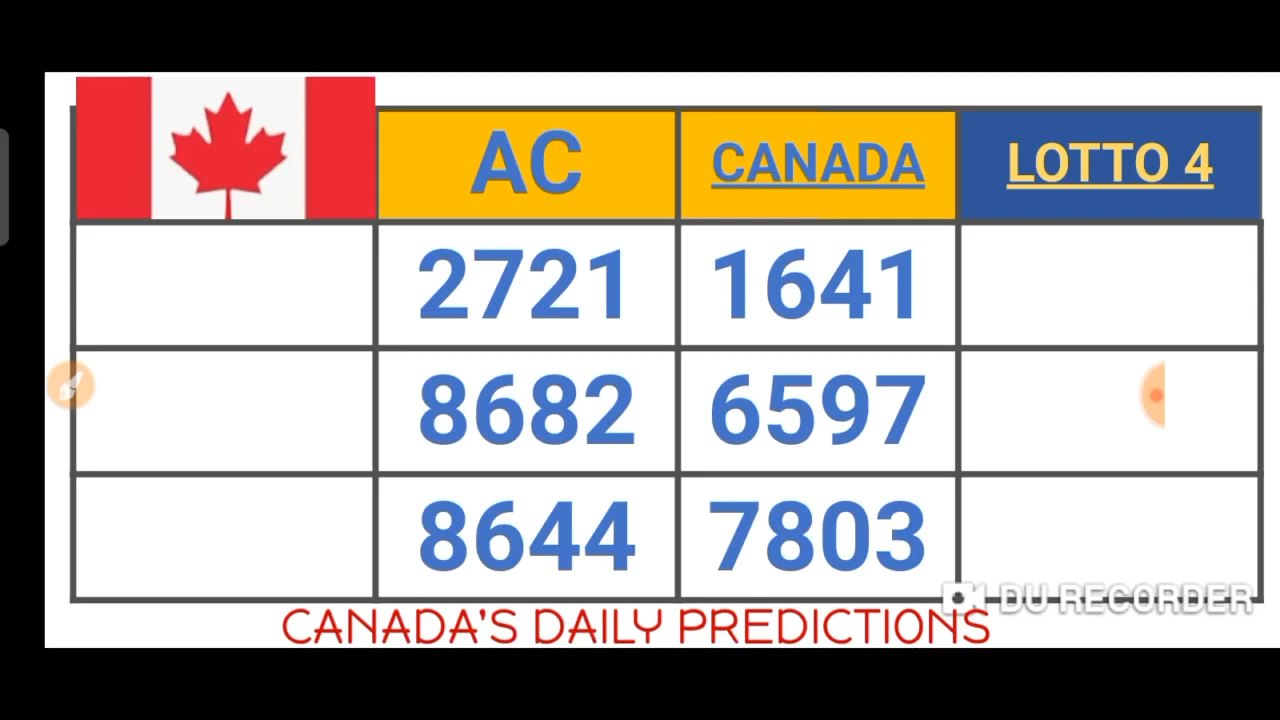 AC CANADA LOTTO 4
2721 1641
8682 6597
8644 7803
DU RECORDER
CANADA'S DAILY PREDICTIONS